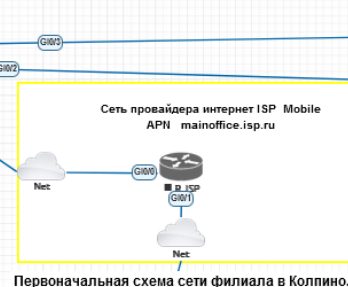 Gi0/3
Gi0/2
Сеть провайдера интернет ISP Mobile
APN mainoffice.isp.ru
Gi0/0
Net
R_ISP
Gi0/1
Net
Первоначальная схема сети филиала в Колпино.